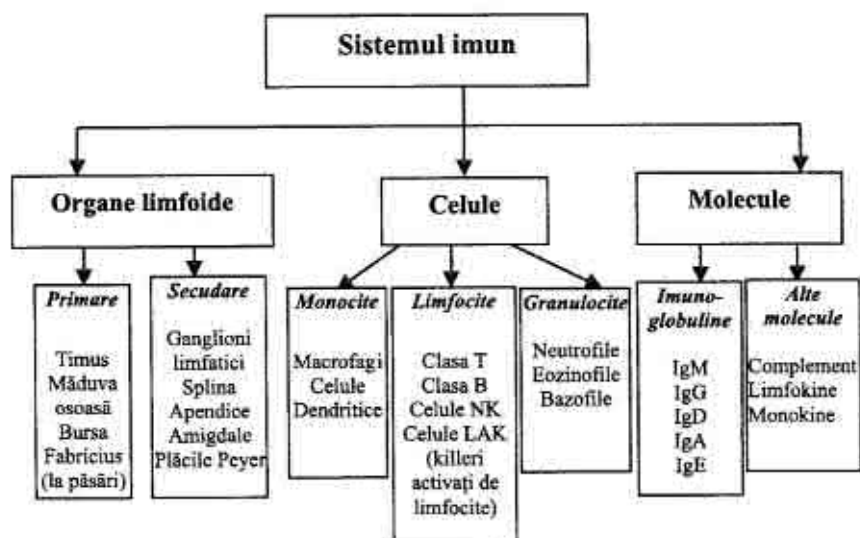 Sistemul imun
Organe limfoide
Celule
Molecule
Primare
Timus
Măduva
osoasă
Bursa
Fabricius
(la păsări)
Secudare
Ganglioni
limfatici
Splina
Apendice
Amigdale
Plăcile Peyer
Monocite
Macrofagi
Celule
Dendritice
Limfocite
Clasa T
Clasa B
Celule NK
Celule LAK
(killeri
activați de
limfocite)
Granulocite
Neutrofile
Eozinofile
Bazofile
Imuno-
globuline
IgM
IgG
IgD
IgA
IgE
Alte
molecule
Complement
Limfokine
Monokine